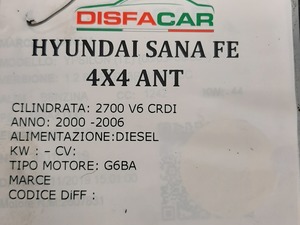 DISFACAR
HYUNDAI SANA FE
4X4 ANT
CILINDRATA: 2700 V6 CRDI
ANNO: 2000 -2006
ALIMENTAZIONE:DIESEL
KW : – CV:
TIPO MOTORE: G6BA
MARCE
CODICE DiFF :